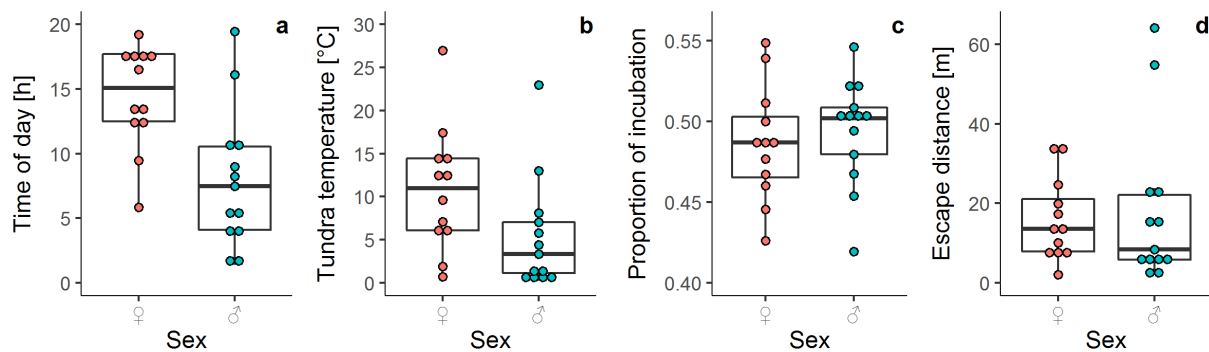 a
Time of day [h]
20
15
10
5
0
♀ ♂
Sex
b
Tundra temperature [°C]
30
25
20
15
10
5
0
♀ ♂
Sex
c
Proportion of incubation
0.55
0.50
0.45
0.40
♀ ♂
Sex
d
Escape distance [m]
60
40
20
0
♀ ♂
Sex